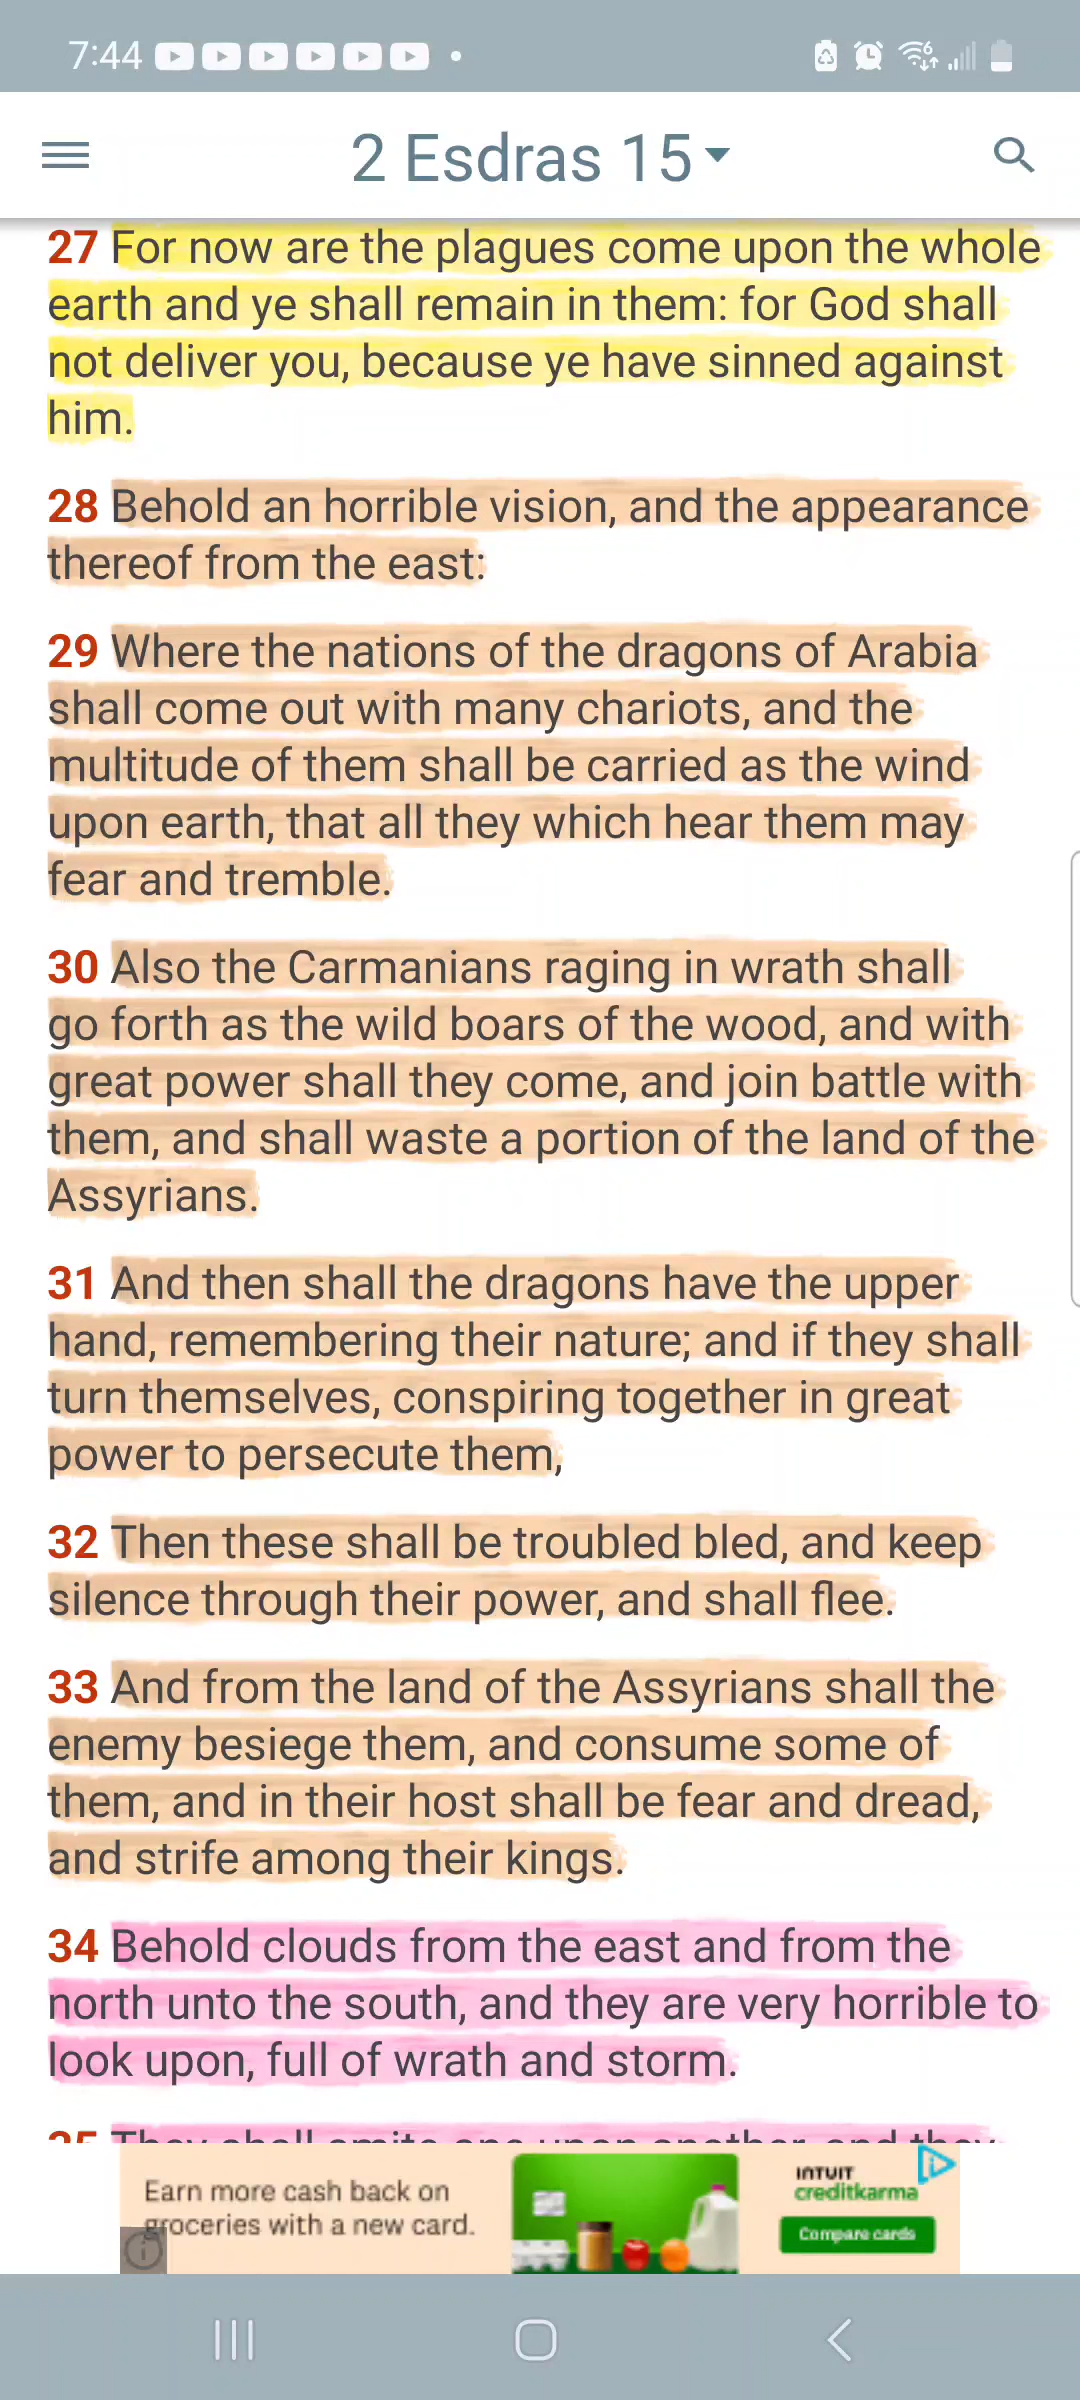 7:44
2 Esdras 15
27 For now are the plagues come upon the whole
earth and ye shall remain in them: for God shall
not deliver you, because ye have sinned against
him.
28 Behold an horrible vision, and the appearance
thereof from the east:
29 Where the nations of the dragons of Arabia
shall come out with many chariots, and the
multitude of them shall be carried as the wind
upon earth, that all they which hear them may
fear and tremble.
30 Also the Carmanians raging in wrath shall
go forth as the wild boars of the wood, and with
great power shall they come, and join battle with
them, and shall waste a portion of the land of the
Assyrians.
31 And then shall the dragons have the upper
hand, remembering their nature; and if they shall
turn themselves, conspiring together in great
power to persecute them,
32 Then these shall be troubled bled, and keep
silence through their power, and shall flee.
33 And from the land of the Assyrians shall the
enemy besiege them, and consume some of
them, and in their host shall be fear and dread,
and strife among their kings.
34 Behold clouds from the east and from the
north unto the south, and they are very horrible to
look upon, full of wrath and storm.
35 They shall smite one upon another, and they
Earn more cash back on
groceries with a new card.
INTUIT
creditkarma
Compare cards